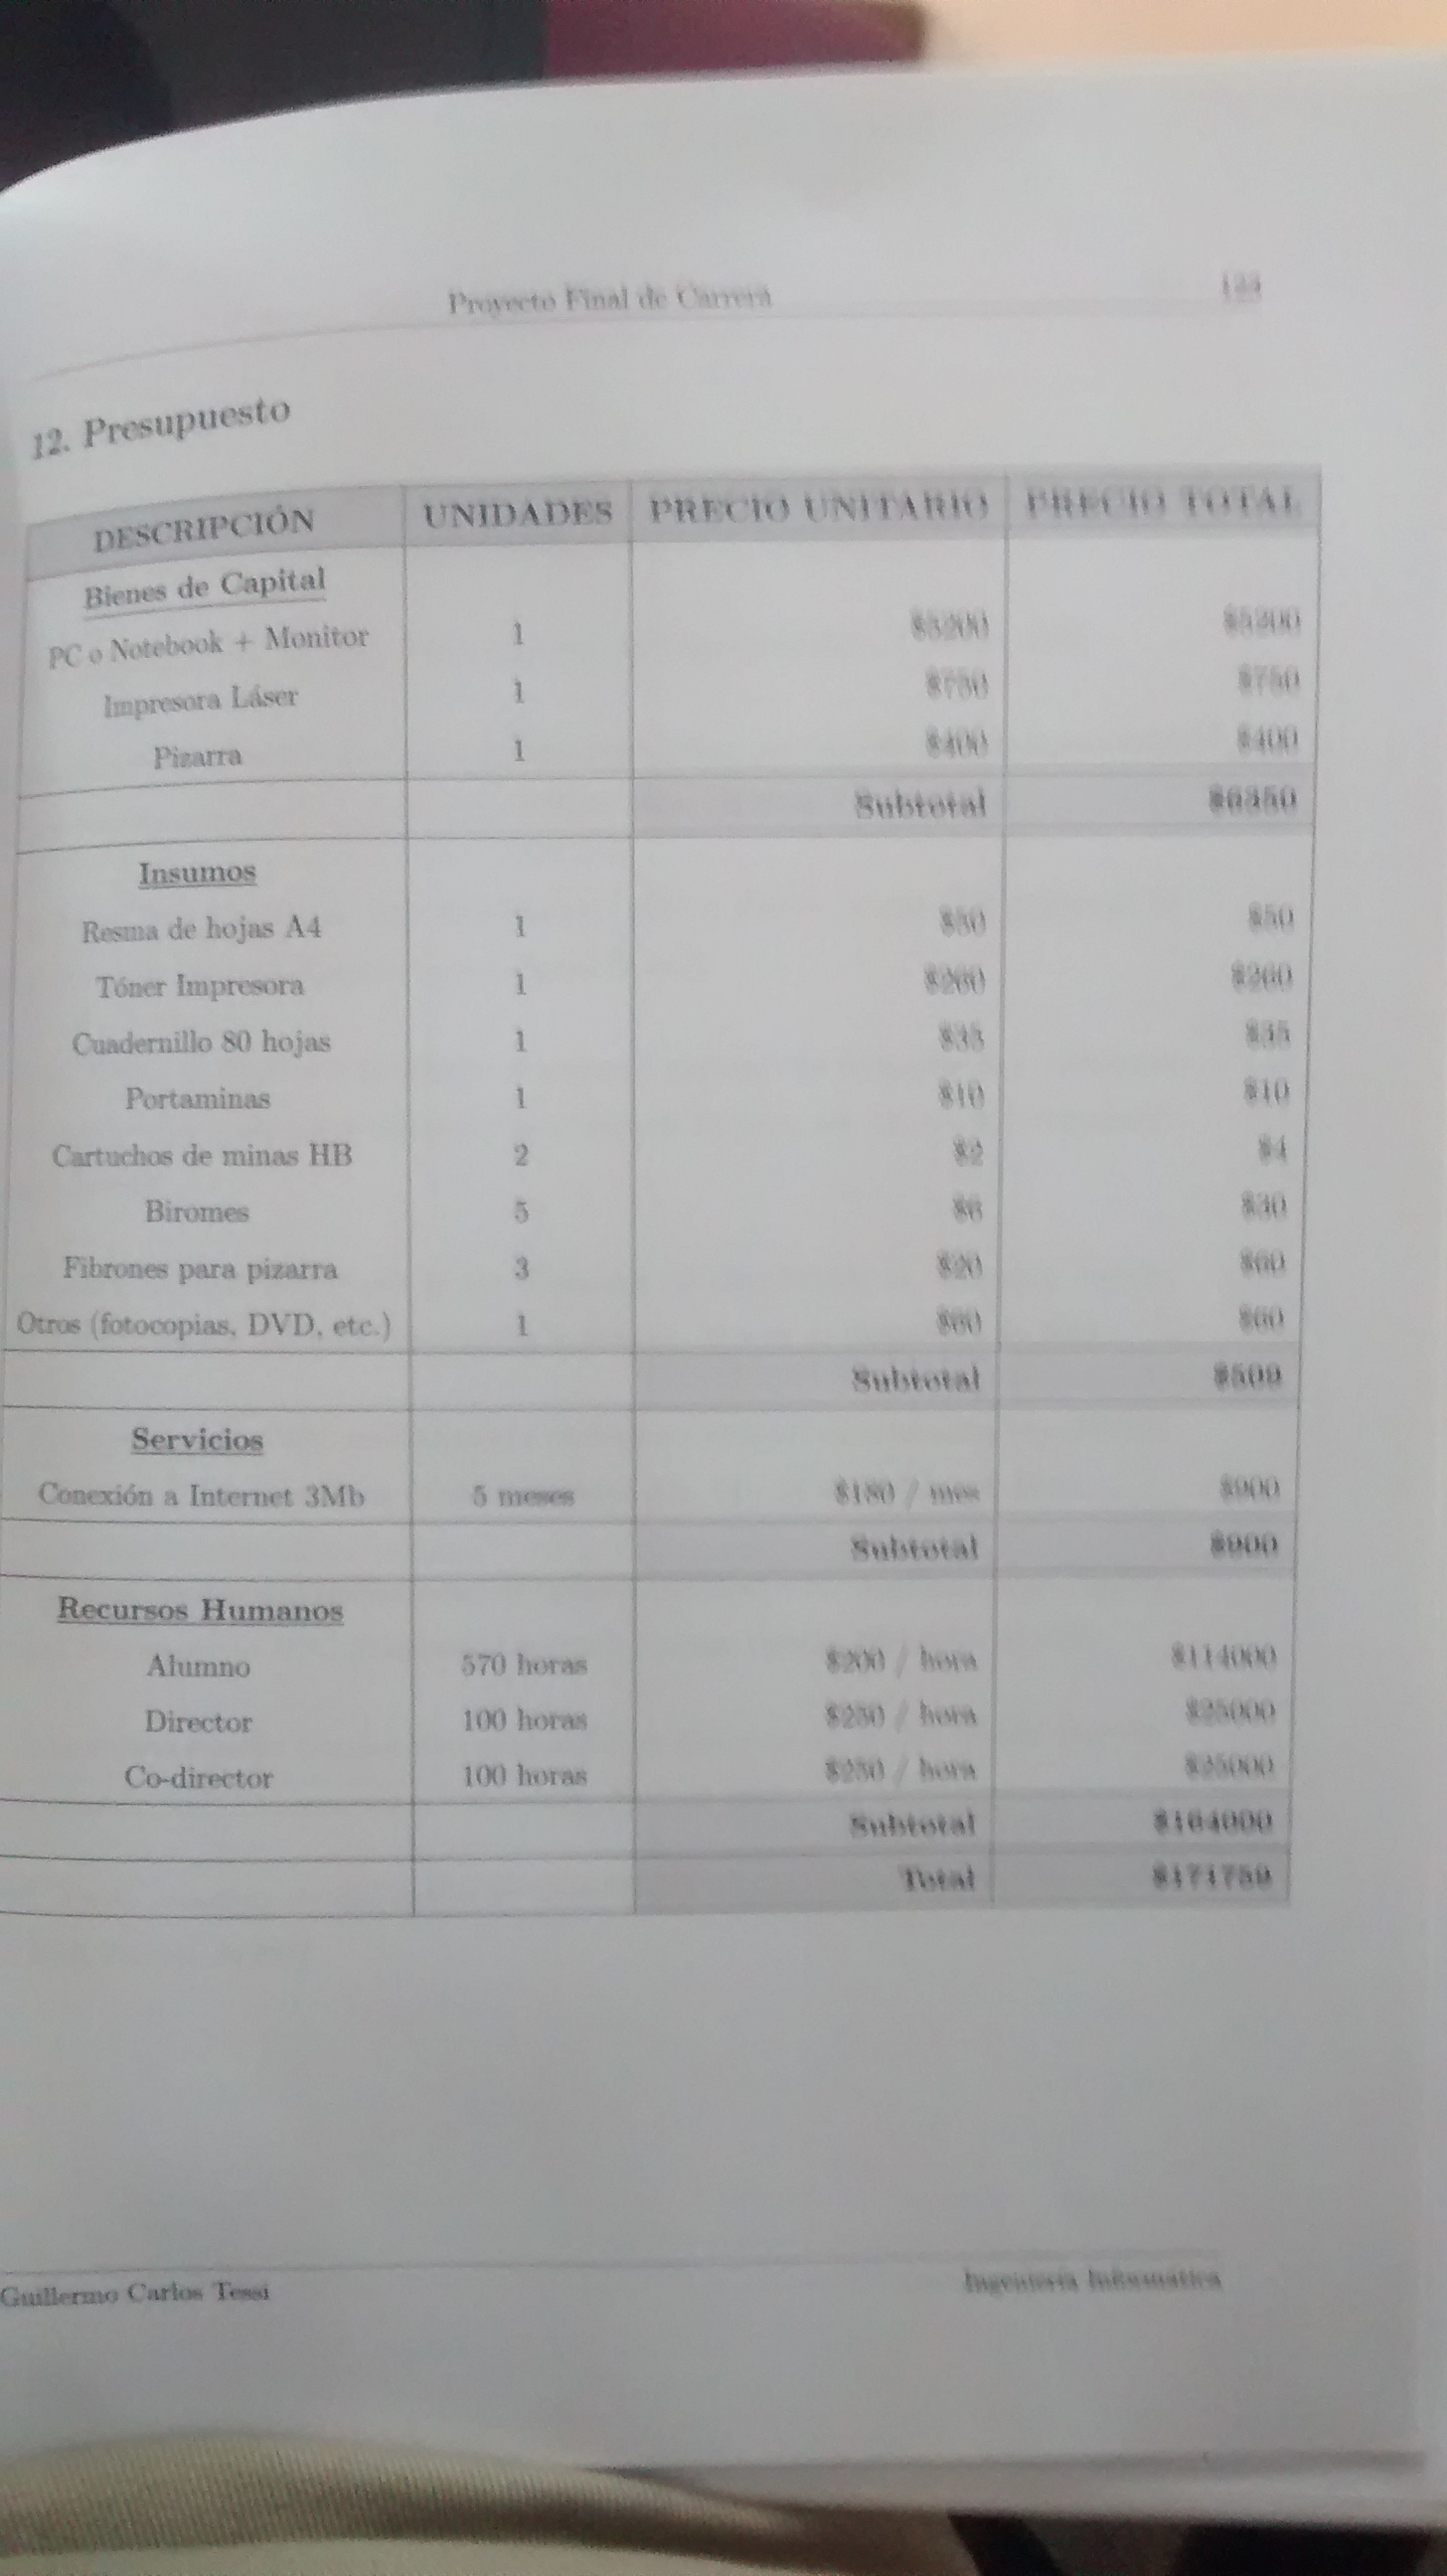 Proyecto Final de Carrera
12. Presupuesto
DESCRIPCIÓN UNIDADES PRECIO UNITARIO PRECIO TOTAL
Bienes de Capital
PC o Notebook + Monitor 1 $5200 $5200
Impresora Láser 1 $750 $750
Pizarra 1 $400 $400
Subtotal $6350
Insumos
Resma de hojas A4 1 $50 $50
Tóner Impresora 1 $260 $260
Cuadernillo 80 hojas 1 $35 $35
Portaminas 1 $10 $10
Cartuchos de minas HB 2 $2 $4
Biromes 5 $6 $30
Fibrones para pizarra 3 $20 $60
Otros (fotocopias, DVD, etc.) 1 $60 $60
Subtotal $509
Servicios
Conexión a Internet 3Mb 5 meses $180 / mes $900
Subtotal $900
Recursos Humanos
Alumno 570 horas $200 / hora $114000
Director 100 horas $250 / hora $25000
Co-director 100 horas $250 / hora $25000
Subtotal $164000
Total $171759
Guillermo Carlos Tessi Ingeniería Informática